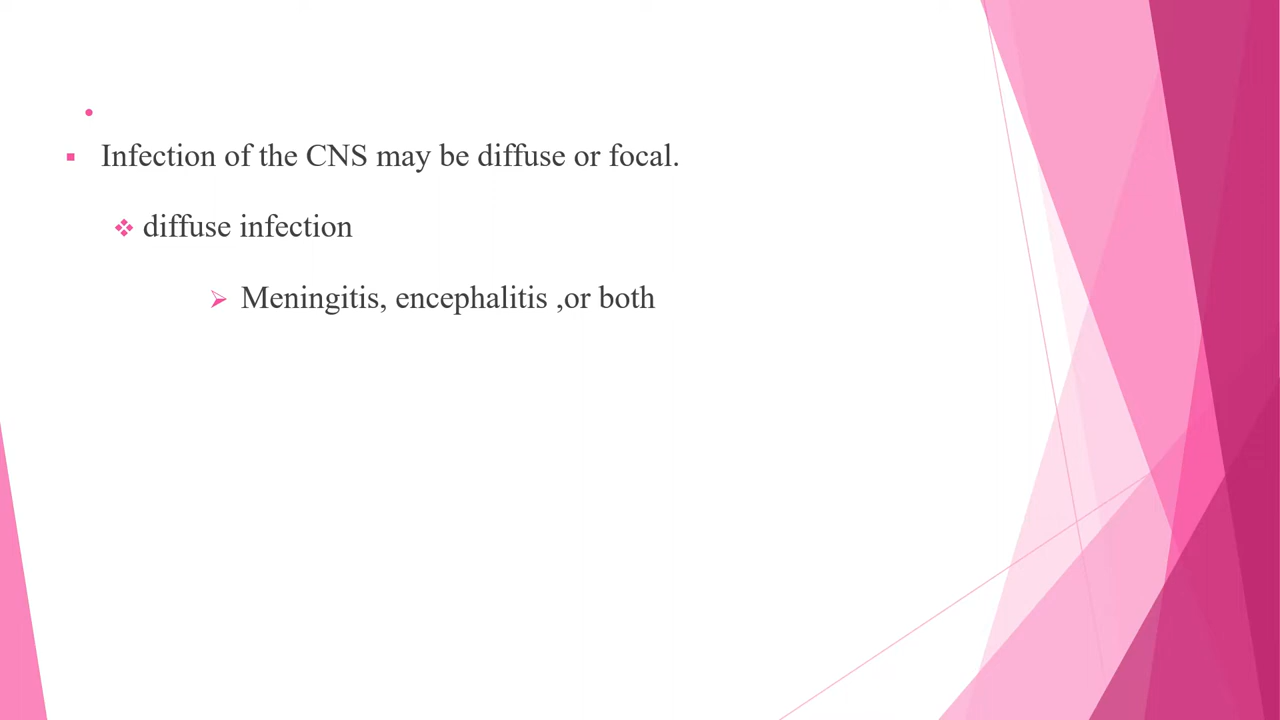 Infection of the CNS may be diffuse or focal.
diffuse infection
Meningitis, encephalitis ,or both